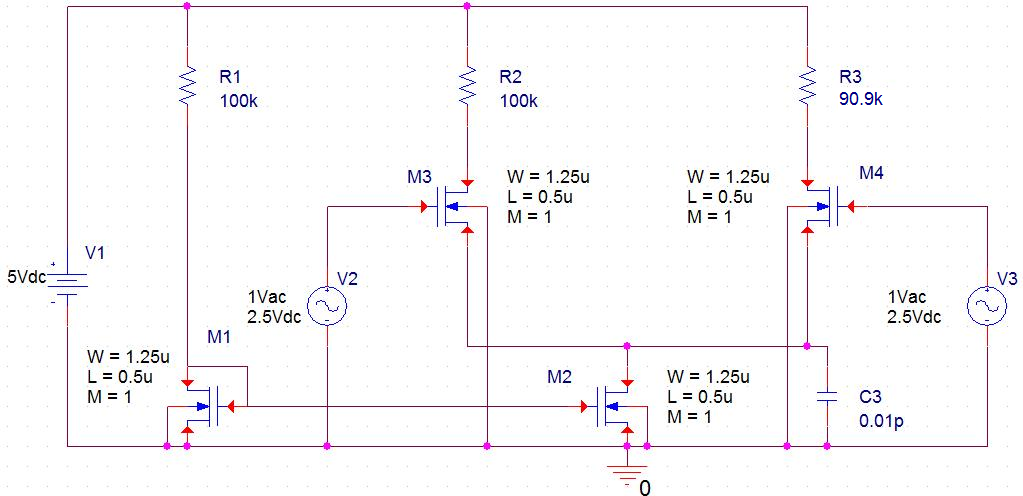 R1
100k
R2
100k
R3
90.9k
M3
W = 1.25u
L = 0.5u
M = 1
W = 1.25u
L = 0.5u
M = 1
M4
V1
+
5Vdc
-
V2
1Vac
2.5Vdc
+
-
V3
1Vac
2.5Vdc
+
-
M1
W = 1.25u
L = 0.5u
M = 1
M2
W = 1.25u
L = 0.5u
M = 1
C3
0.01p
0